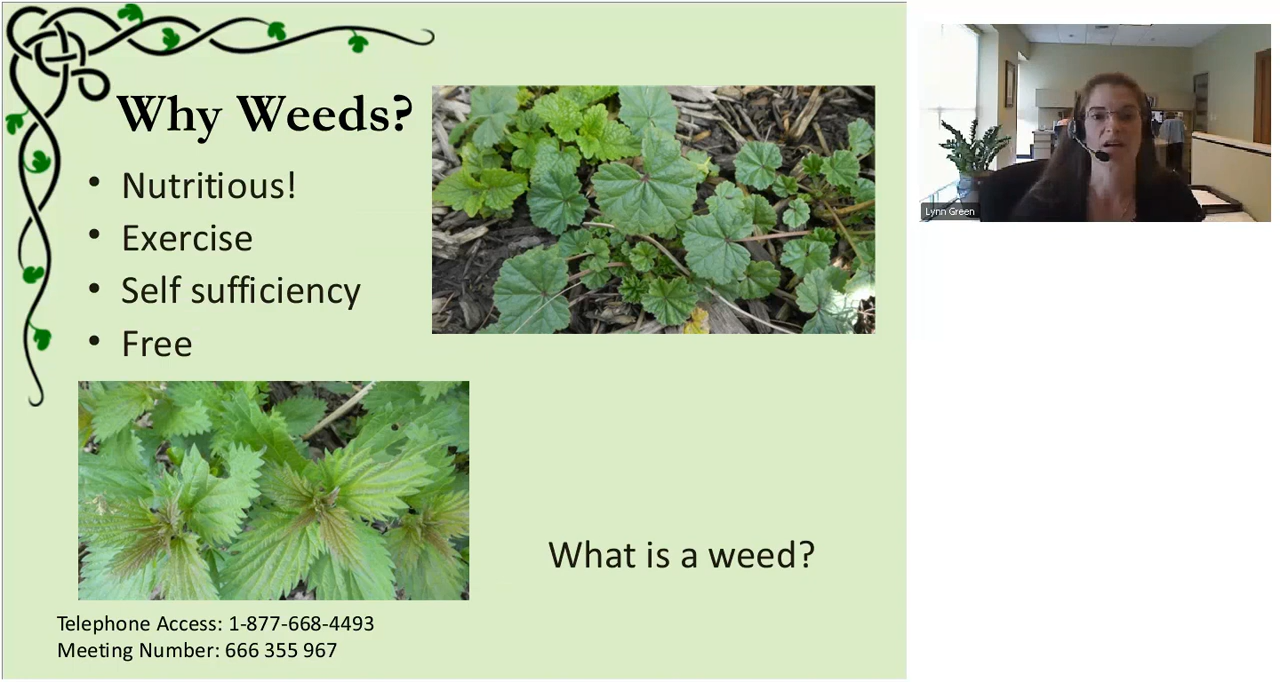 Why Weeds?
• Nutritious!
• Exercise
• Self sufficiency
• Free
What is a weed?
Telephone Access: 1-877-668-4493
Meeting Number: 666 355 967
Lynn Green